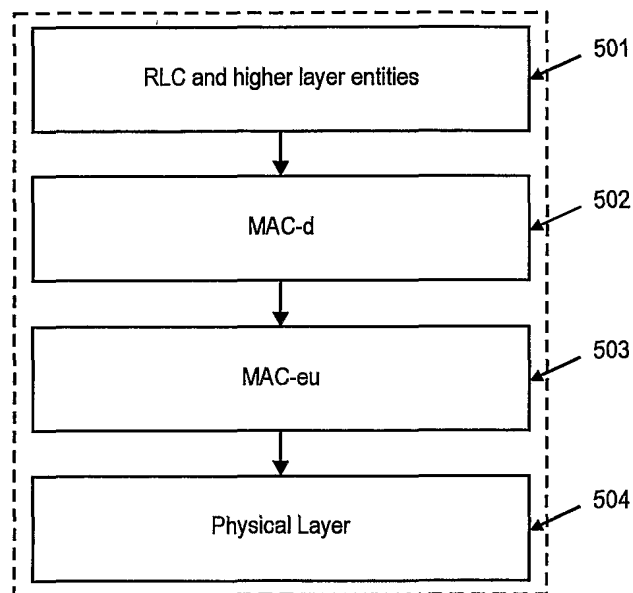 501
RLC and higher layer entities
502
MAC-d
503
MAC-eu
504
Physical Layer